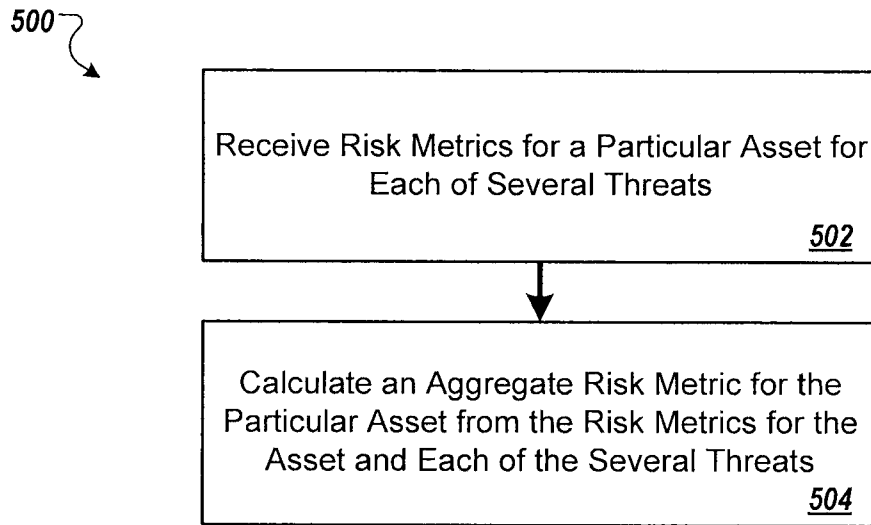 500
Receive Risk Metrics for a Particular Asset for
Each of Several Threats
502
Calculate an Aggregate Risk Metric for the
Particular Asset from the Risk Metrics for the
Asset and Each of the Several Threats
504